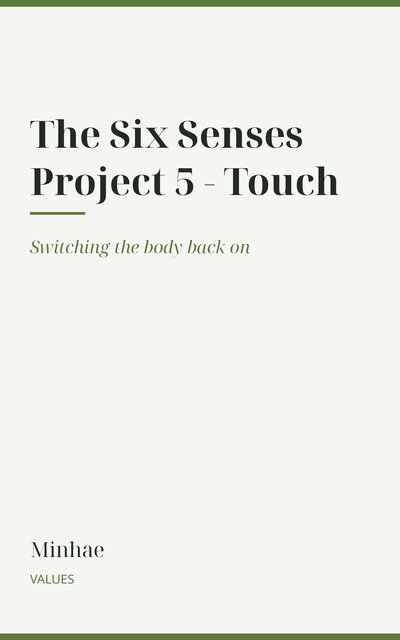 The Six Senses
Project 5 - Touch
Switching the body back on
Minhae
VALUES